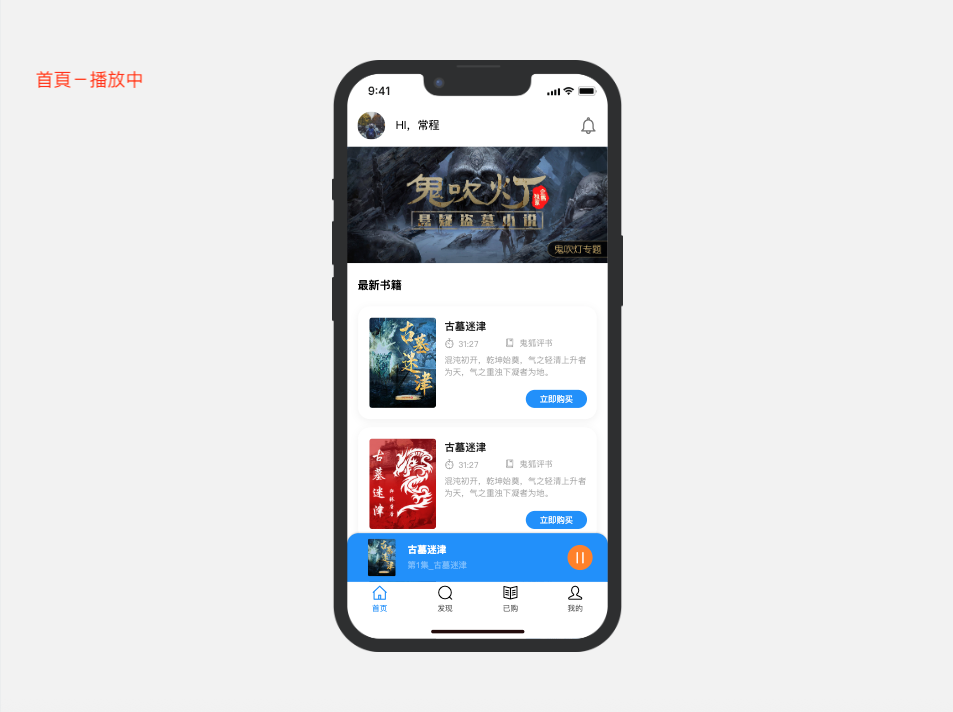 首頁－播放中
9:41
HI，常程
鬼吹灯
悬疑盗墓小说
鬼吹灯专题
最新书籍
古墓迷津
古墓迷津
31:27
鬼狐评书
混沌初开，乾坤始奠，气之轻清上升者
为天，气之重浊下凝者为地。
立即购买
古墓迷津
古墓迷津
31:27
鬼狐评书
混沌初开，乾坤始奠，气之轻清上升者
为天，气之重浊下凝者为地。
立即购买
古墓迷津
古墓迷津
第1集_古墓迷津
首页
发现
已购
我的